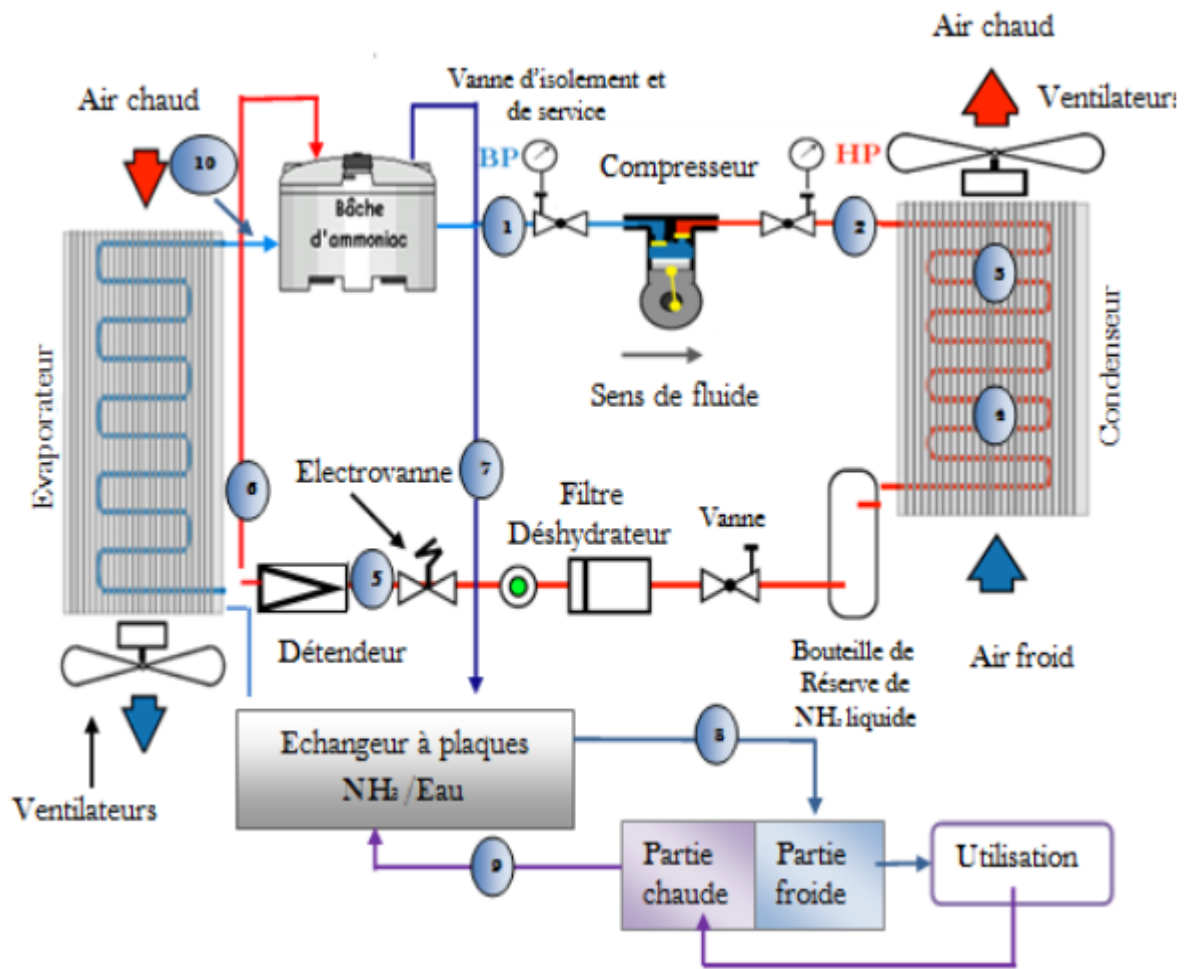 Air chaud
Ventilateurs
Vanne d'isolement et
de service
Air chaud
10
BP
Compresseur
HP
Bâche
d'ammoniac
1
2
3
Evaporateur
Condenseur
Sens de fluide
4
6
Electrovanne
7
Filtre
Déshydrateur
Vanne
5
Détendeur
Bouteille de
Réserve de
NH₃ liquide
Air froid
Echangeur à plaques
NH₃ /Eau
8
Ventilateurs
9
Partie
chaude
Partie
froide
Utilisation